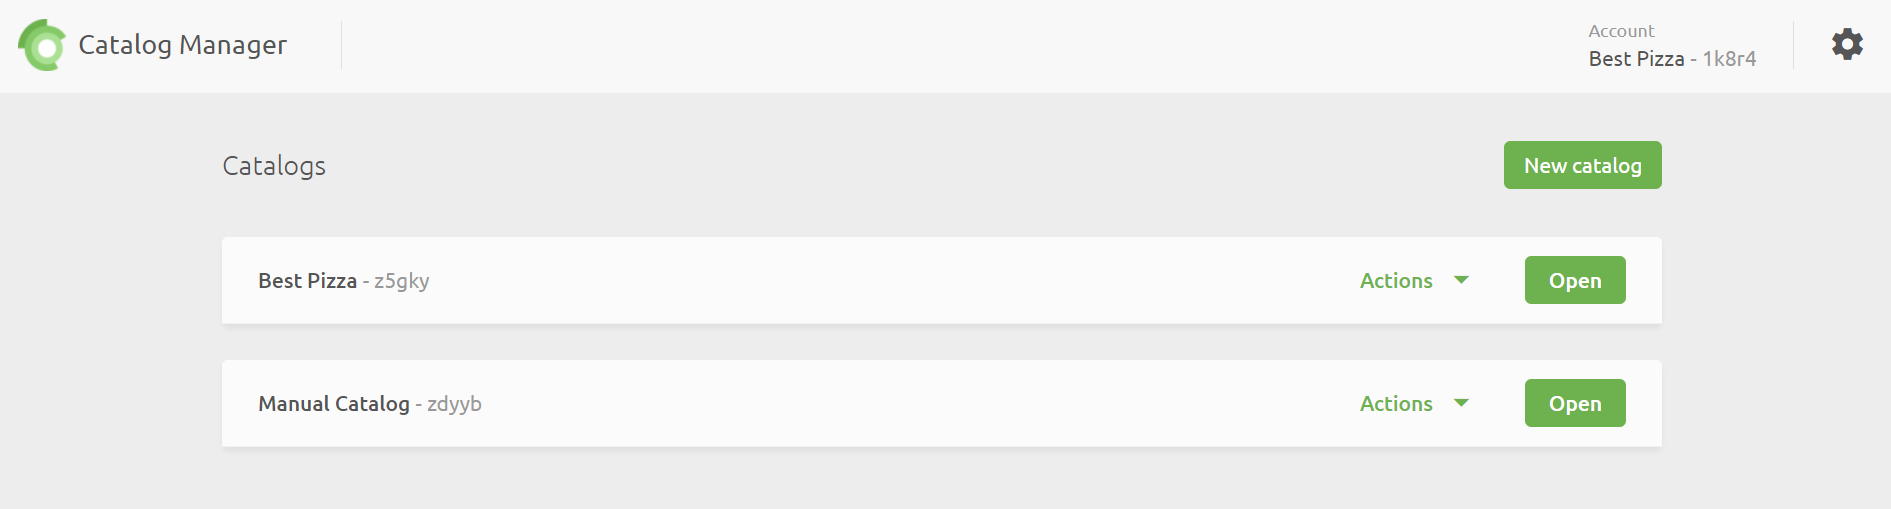 Catalog Manager
Account
Best Pizza - 1k8r4
Catalogs
New catalog
Best Pizza - z5gky
Actions
Open
Manual Catalog - zdyyb
Actions
Open